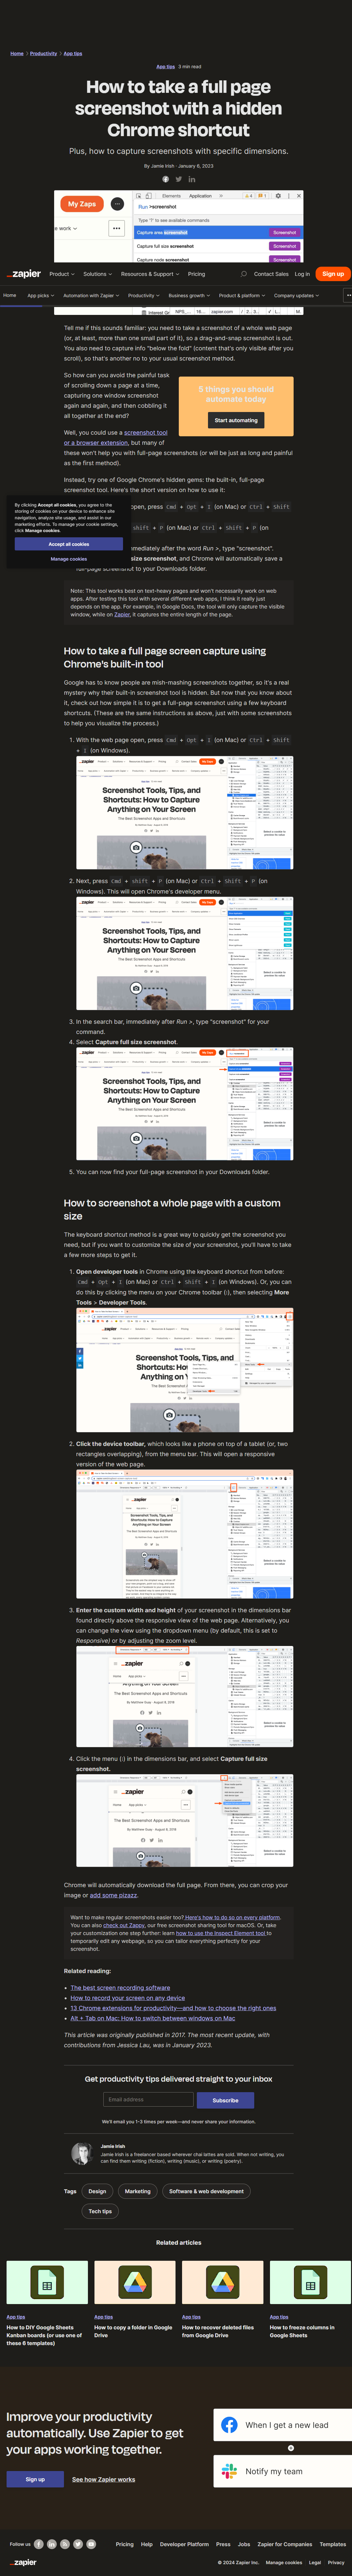 Home > Productivity > App tips
App tips 3 min read
How to take a full page
screenshot with a hidden
Chrome shortcut
Plus, how to capture screenshots with specific dimensions.
By Jamie Irish · January 6, 2023
My Zaps
Elements Application
Run >screenshot
Type '?' to see available commands
Capture area screenshot Screenshot
Capture full size screenshot Screenshot
Capture node screenshot Screenshot
zapier Product Solutions Resources & Support Pricing Contact Sales Log in Sign up
Home App picks Automation with Zapier Productivity Business growth Product & platform Company updates
Tell me if this sounds familiar: you need to take a screenshot of a whole web page
(or, at least, more than the one small part of it), so a drag-and-snap option is out. You
also need to capture info "below the fold" (content that's only visible after you
scroll), so that's another no to your usual screenshot method.
So how can you avoid the painful task
of scrolling down a page at a time,
capturing one window screenshot
again and again, and then cobbling it
all together at the end?
5 things you should
automate today
Start automating
Well, you could use a screenshot tool
or a browser extension, but many of
these won't help you with full-page screenshots (or will be just as long and painful
as the first method).
Instead, try one of Google Chrome's hidden gems: the built-in, full-page
screenshot tool. Here's the short version on how to use it:
open, press Cmd + Opt + I (on Mac) or Ctrl + Shift
shift + P (on Mac) or Ctrl + Shift + P (on
immediately after the word Run >, type "screenshot".
size screenshot, and Chrome will automatically save a
full-page screenshot to your Downloads folder.
By clicking Accept all cookies, you agree to the
storing of cookies on your device to enhance site
navigation, analyze site usage, and assist in our
marketing efforts. To manage your cookie settings,
click Manage cookies.
Accept all cookies
Manage cookies
Note: This tool works best on text-heavy pages and won't necessarily work on web
apps. After testing this tool with several different web apps, I think it really just
depends on the app. For example, in Google Docs, the tool will only capture the visible
window, while on Zapier, it captures the entire length of the page.
How to take a full page screen capture using
Chrome's built-in tool
Google has to know people are mish-mashing screenshots together, so it's a real
mystery why their built-in screenshot tool is hidden. But now that you know about
it, check out how simple it is to get a full-page screenshot using a few keyboard
shortcuts. (These are the same instructions as above, just with some screenshots
to help you visualize the process.)
1. With the web page open, press Cmd + Opt + I (on Mac) or Ctrl + Shift
+ I (on Windows).
Screenshot Tools, Tips, and
Shortcuts: How to Capture
Anything on Your Screen
2. Next, press Cmd + shift + P (on Mac) or Ctrl + Shift + P (on
Windows). This will open Chrome's developer menu.
Screenshot Tools, Tips, and
Shortcuts: How to Capture
Anything on Your Screen
3. In the search bar, immediately after Run >, type "screenshot" for your
command.
4. Select Capture full size screenshot.
Screenshot Tools, Tips, and
Shortcuts: How to Capture
Anything on Your Screen
5. You can now find your full-page screenshot in your Downloads folder.
How to screenshot a whole page with a custom
size
The keyboard shortcut method is a great way to quickly get the screenshot you
need, but if you want to customize the size of your screenshot, you'll have to take
a few more steps to get it.
1. Open developer tools in Chrome using the keyboard shortcut from before:
Cmd + Opt + I (on Mac) or Ctrl + Shift + I (on Windows). Or, you can
do this by clicking the menu on your Chrome toolbar (⋮), then selecting More
Tools > Developer Tools.
zapier
Screenshot Tools, Tips, and
2. Click the device toolbar, which looks like a phone on top of a tablet (or, two
rectangles overlapping), from the menu bar. This will open a responsive
version of the web page.
zapier
3. Enter the custom width and height of your screenshot in the dimensions bar
found directly above the responsive view of the web page. Alternatively, you
can change the view using the dropdown menu (by default, this is set to
Responsive) or by adjusting the zoom level.
zapier
Anything on Your Screen
4. Click the menu (⋮) in the dimensions bar, and select Capture full size
screenshot.
zapier
Anything on Your Screen
Chrome will automatically download the full page. From there, you can crop your
image or add some pizazz.
Want to make regular screenshots easier too? Here's how to do so on every platform.
You can also check out Zappy, our free screenshot sharing tool for macOS. Or, take
your customization one step further: learn how to use the Inspect Element tool to
temporarily edit any webpage, so you can tailor everything perfectly for your
screenshot.
Related reading:
• The best screen recording software
• How to record your screen on any device
• 13 Chrome extensions for productivity—and how to choose the right ones
• Alt + Tab on Mac: How to switch between windows on Mac
This article was originally published in 2017. The most recent update, with
contributions from Jessica Lau, was in January 2023.
Get productivity tips delivered straight to your inbox
Email address Subscribe
We'll email you 1-3 times per week—and never share your information.
Jamie Irish
Jamie Irish is a freelancer based wherever chai lattes are sold. When not writing, you
can find them writing (fiction), writing (music), or writing (poetry).
Tags Design Marketing Software & web development
Tech tips
Related articles
App tips App tips App tips App tips
How to DIY Google Sheets
Kanban boards (or use one of
these 6 templates)
How to copy a folder in Google
Drive
How to recover deleted files
from Google Drive
How to freeze columns in
Google Sheets
Improve your productivity
automatically. Use Zapier to get
your apps working together.
Sign up See how Zapier works
When I get a new lead
Notify my team
Follow us
Pricing Help Developer Platform Press Jobs Zapier for Companies Templates
zapier © 2024 Zapier Inc. Manage cookies Legal Privacy